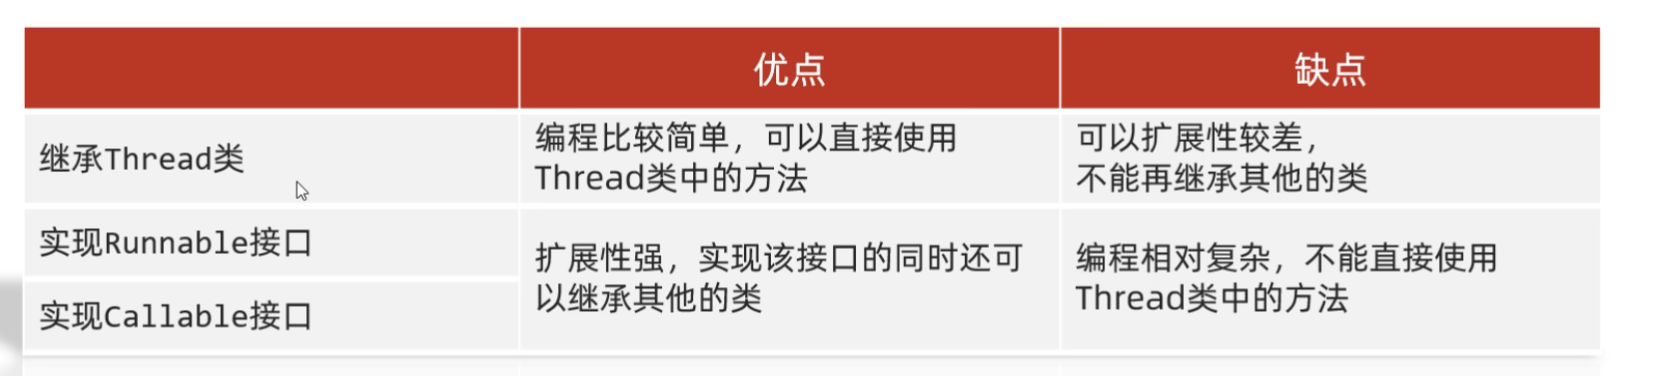 优点
缺点
继承Thread类
编程比较简单，可以直接使用
Thread类中的方法
可以扩展性较差，
不能再继承其他的类
实现Runnable接口
实现Callable接口
扩展性强，实现该接口的同时还可
以继承其他的类
编程相对复杂，不能直接使用
Thread类中的方法